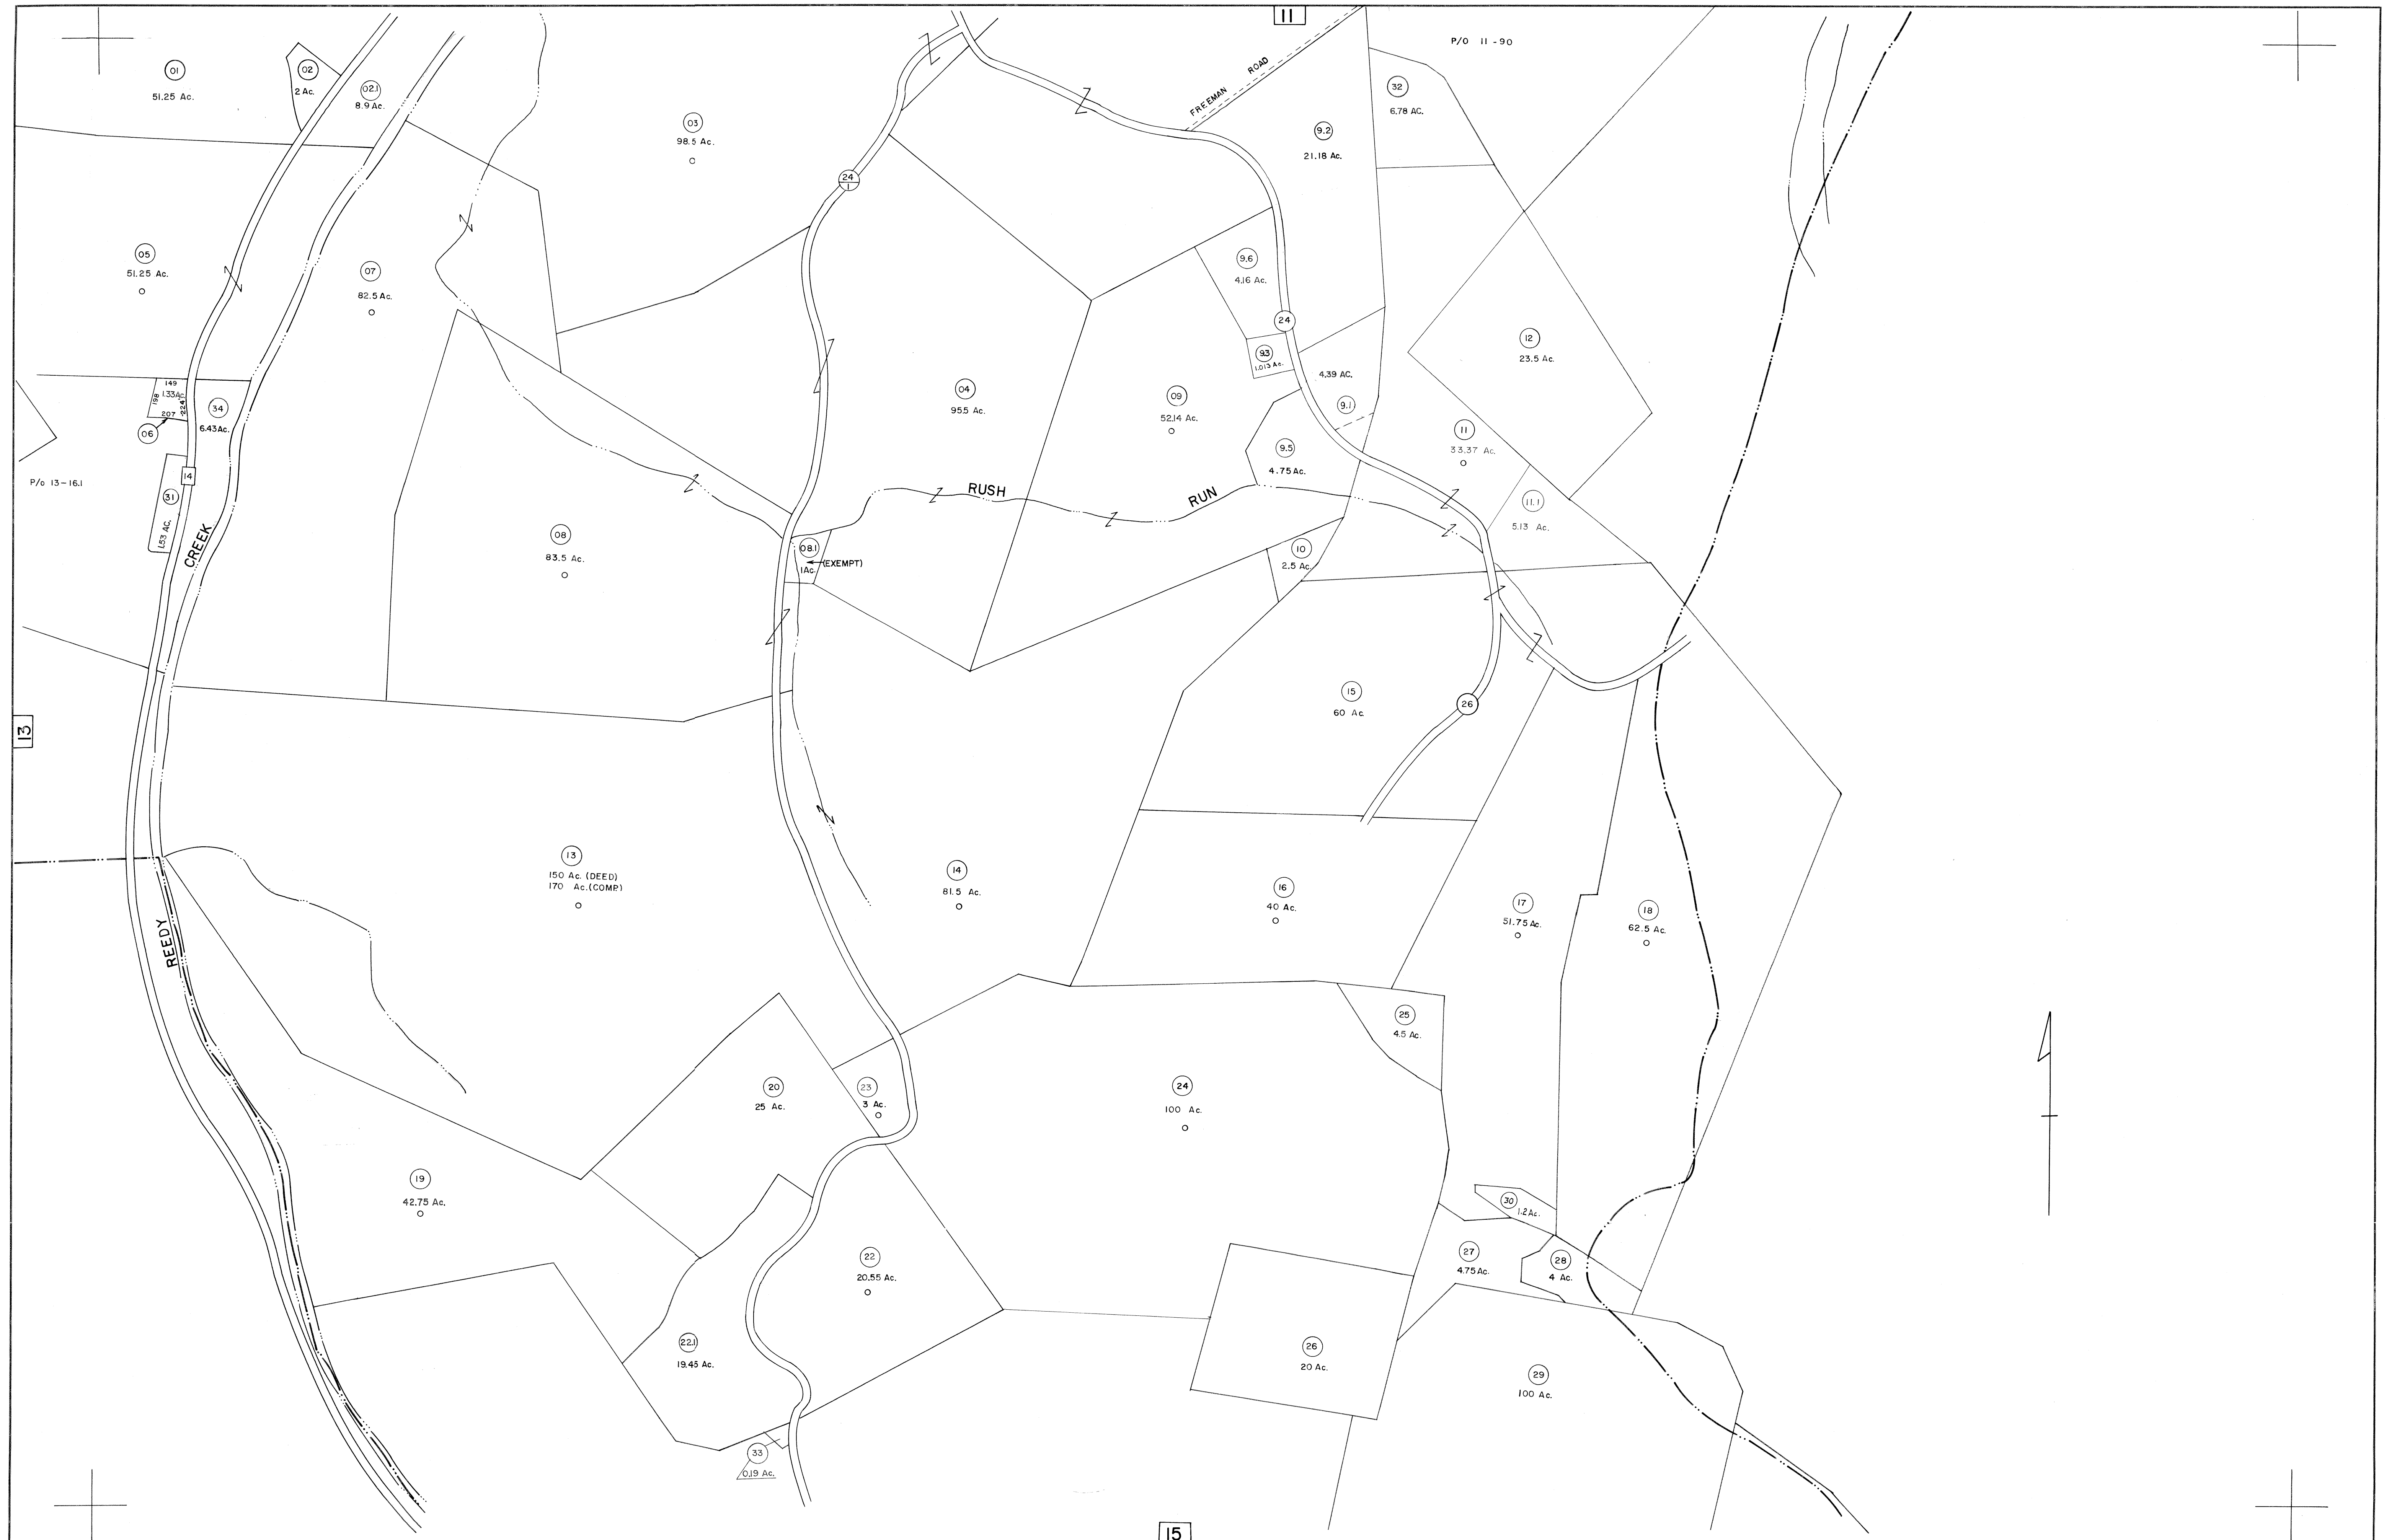 11
P/O 11-90
01
51.25 Ac.
02
2 Ac.
02.1
8.9 Ac.
03
98.5 Ac.
FREEMAN ROAD
9.2
21.18 Ac.
32
6.78 AC.
24
1
05
51.25 Ac.
07
82.5 Ac.
9.6
4.16 Ac.
24
9.3
1.013 Ac.
4.39 AC.
9.1
12
23.5 Ac.
149
1.33 Ac.
198
224
207
06
34
6.43 Ac.
04
95.5 Ac.
09
52.14 Ac.
9.5
4.75 Ac.
11
33.37 Ac.
11.1
5.13 Ac.
P/o 13-16.1
14
31
1.53 AC.
CREEK
RUSH
RUN
08
83.5 Ac.
08.1
1 Ac.
(EXEMPT)
10
2.5 Ac.
15
60 Ac.
26
13
13
150 Ac. (DEED)
170 Ac. (COMP.)
14
81.5 Ac.
16
40 Ac.
17
51.75 Ac.
18
62.5 Ac.
REEDY
25
4.5 Ac.
20
25 Ac.
23
3 Ac.
24
100 Ac.
19
42.75 Ac.
30
1.2 Ac.
22
20.55 Ac.
27
4.75 Ac.
28
4 Ac.
22.1
19.45 Ac.
26
20 Ac.
29
100 Ac.
33
0.19 Ac.
15